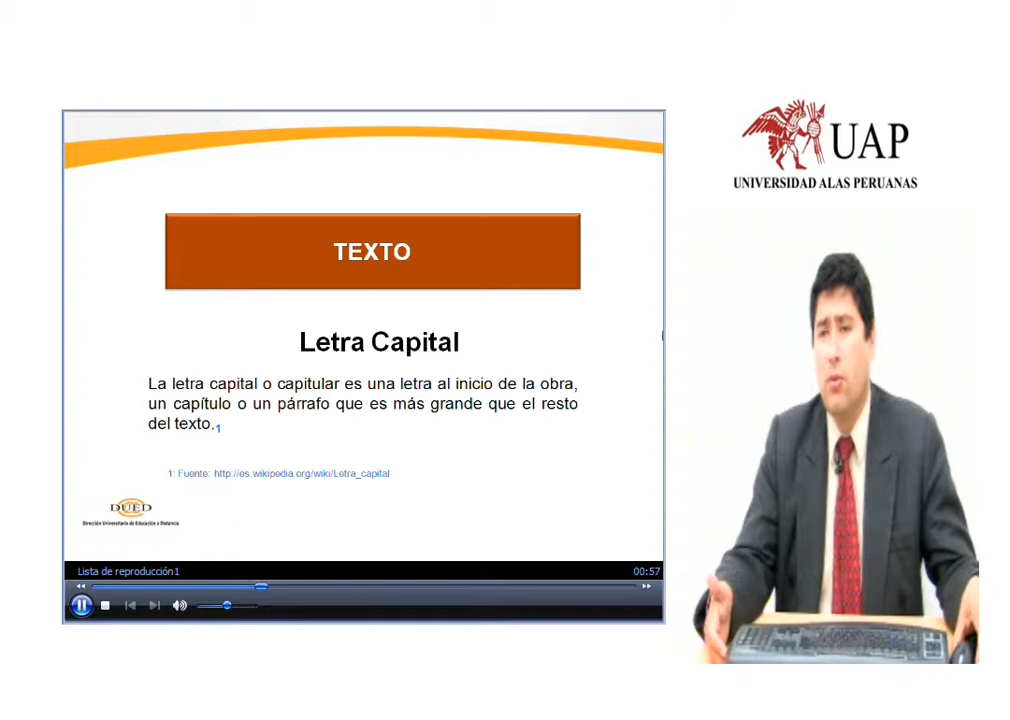 TEXTO
Letra Capital
La letra capital o capitular es una letra al inicio de la obra,
un capítulo o un párrafo que es más grande que el resto
del texto.1
1: Fuente: http://es.wikipedia.org/wiki/Letra_capital
DUED
Dirección Universitaria de Educación a Distancia
Lista de reproducción1
00:57
UAP
UNIVERSIDAD ALAS PERUANAS